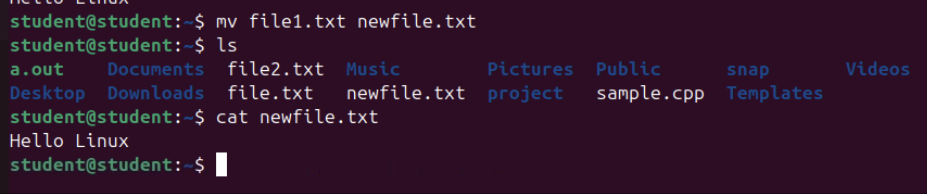 Hello Linux
student@student:~$ mv file1.txt newfile.txt
student@student:~$ ls
a.out Documents file2.txt Music Pictures Public snap Videos
Desktop Downloads file.txt newfile.txt project sample.cpp Templates
student@student:~$ cat newfile.txt
Hello Linux
student@student:~$